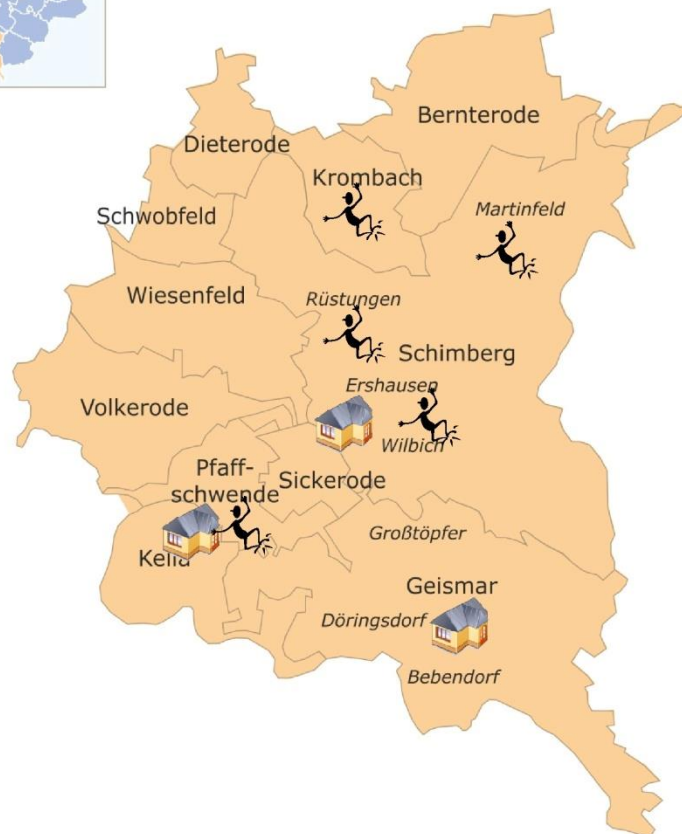 Bernterode
Dieterode
Krombach
Martinfeld
Schwobfeld
Wiesenfeld
Rüstungen
Schimberg
Ershausen
Volkerode
Wilbich
Pfaff-
schwende
Sickerode
Großtöpfer
Kella
Geismar
Döringsdorf
Bebendorf